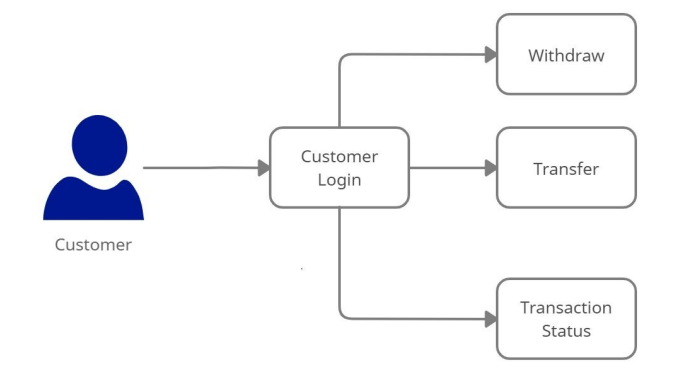 Withdraw
Customer
Login
Transfer
Customer
Transaction
Status